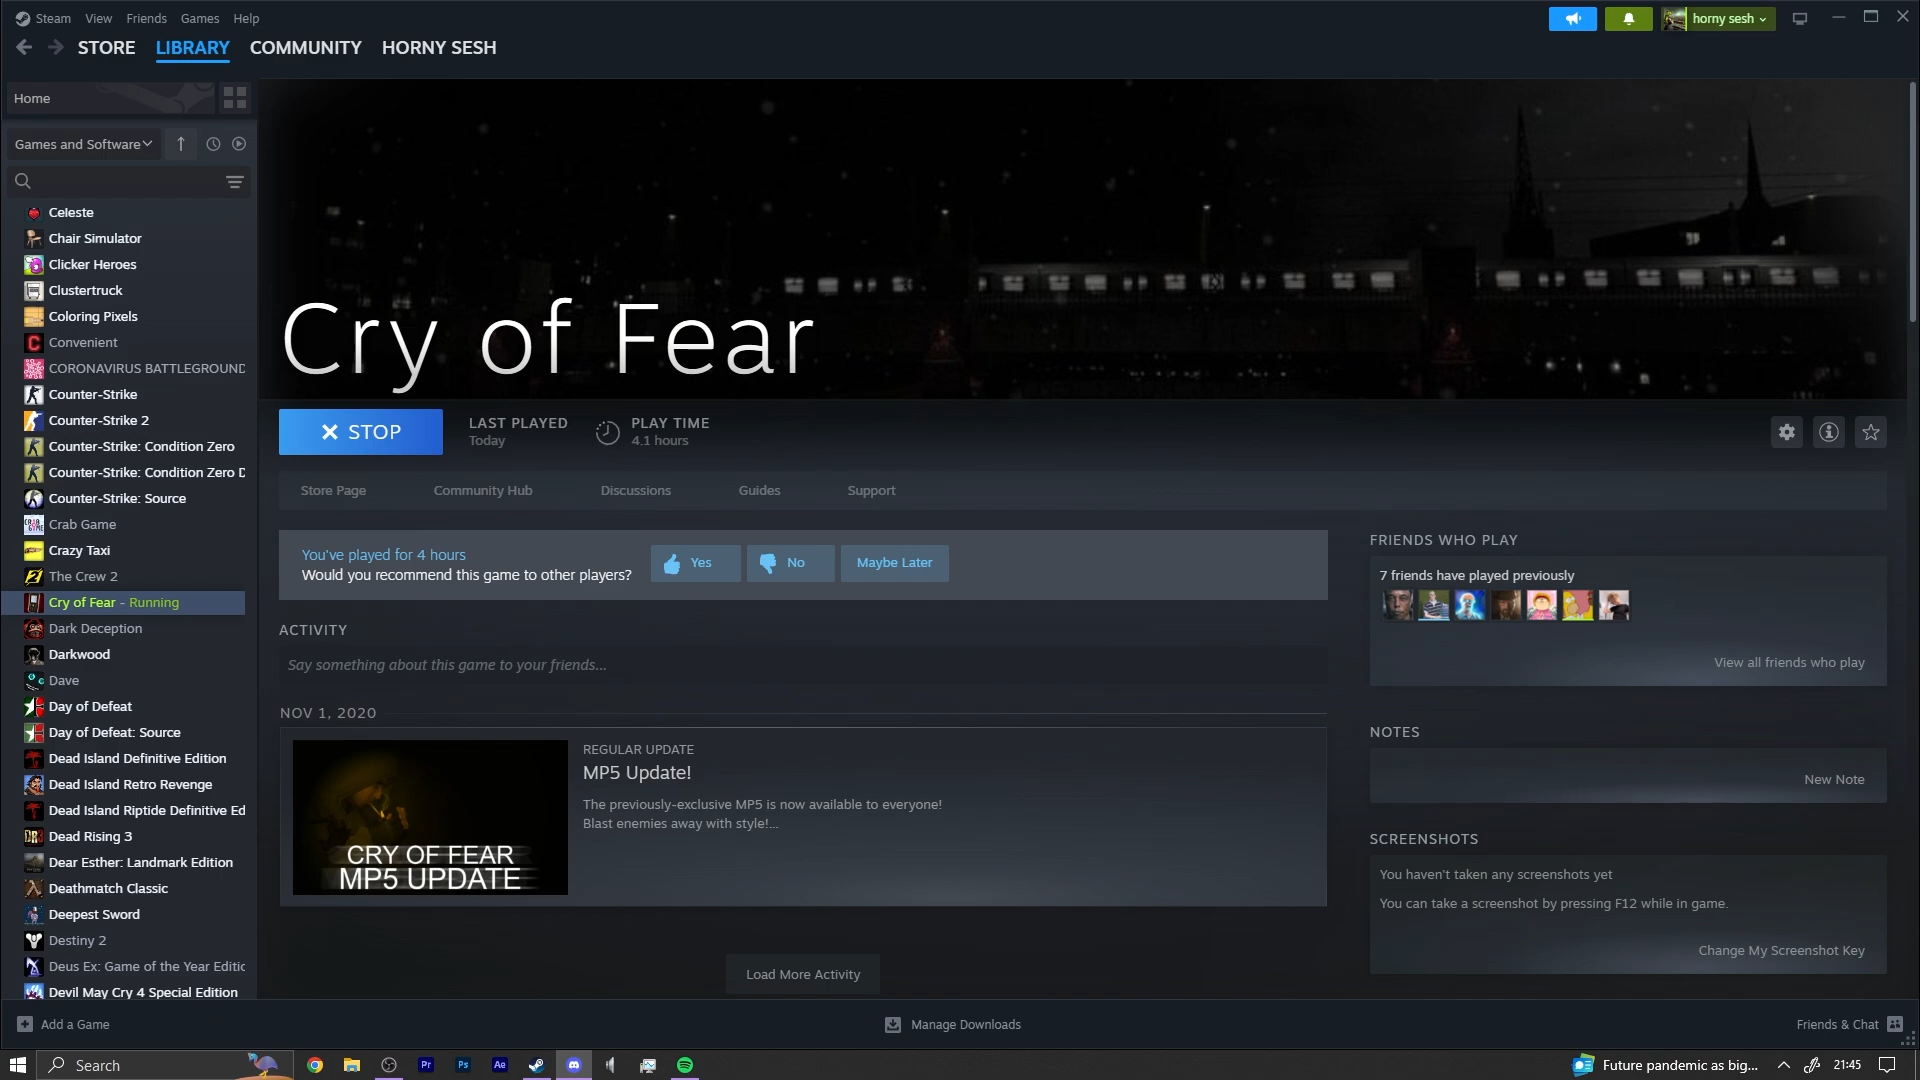 Steam View Friends Games Help
horny sesh
STORE LIBRARY COMMUNITY HORNY SESH
Home
Games and Software
Celeste
Chair Simulator
Clicker Heroes
Clustertruck
Coloring Pixels
Convenient
CORONAVIRUS BATTLEGROUND
Counter-Strike
Counter-Strike 2
Counter-Strike: Condition Zero
Counter-Strike: Condition Zero D
Counter-Strike: Source
Crab Game
Crazy Taxi
The Crew 2
Cry of Fear - Running
Dark Deception
Darkwood
Dave
Day of Defeat
Day of Defeat: Source
Dead Island Definitive Edition
Dead Island Retro Revenge
Dead Island Riptide Definitive Ed
Dead Rising 3
Dear Esther: Landmark Edition
Deathmatch Classic
Deepest Sword
Destiny 2
Deus Ex: Game of the Year Editic
Devil May Cry 4 Special Edition
Cry of Fear
STOP
LAST PLAYED
Today
PLAY TIME
4.1 hours
Store Page Community Hub Discussions Guides Support
You've played for 4 hours
Would you recommend this game to other players?
Yes No Maybe Later
ACTIVITY
Say something about this game to your friends...
NOV 1, 2020
CRY OF FEAR
MP5 UPDATE
REGULAR UPDATE
MP5 Update!
The previously-exclusive MP5 is now available to everyone!
Blast enemies away with style!...
Load More Activity
FRIENDS WHO PLAY
7 friends have played previously
View all friends who play
NOTES
New Note
SCREENSHOTS
You haven't taken any screenshots yet
You can take a screenshot by pressing F12 while in game.
Change My Screenshot Key
Add a Game
Manage Downloads
Friends & Chat
Search
Pr
Ps
Ae
Future pandemic as big...
21:45